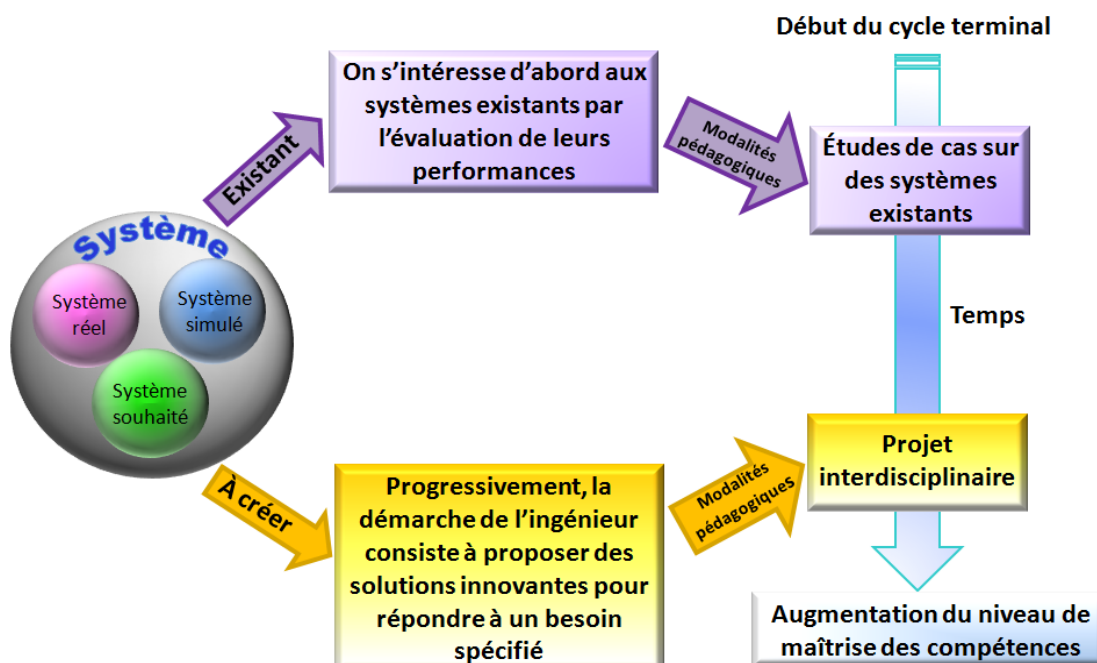 Début du cycle terminal
On s’intéresse d’abord aux
systèmes existants par
l’évaluation de leurs
performances
Existant
Modalités
pédagogiques
Études de cas sur
des systèmes
existants
Système
Système
réel
Système
simulé
Système
souhaité
Temps
À créer
Progressivement, la
démarche de l’ingénieur
consiste à proposer des
solutions innovantes pour
répondre à un besoin
spécifié
Modalités
pédagogiques
Projet
interdisciplinaire
Augmentation du niveau de
maîtrise des compétences